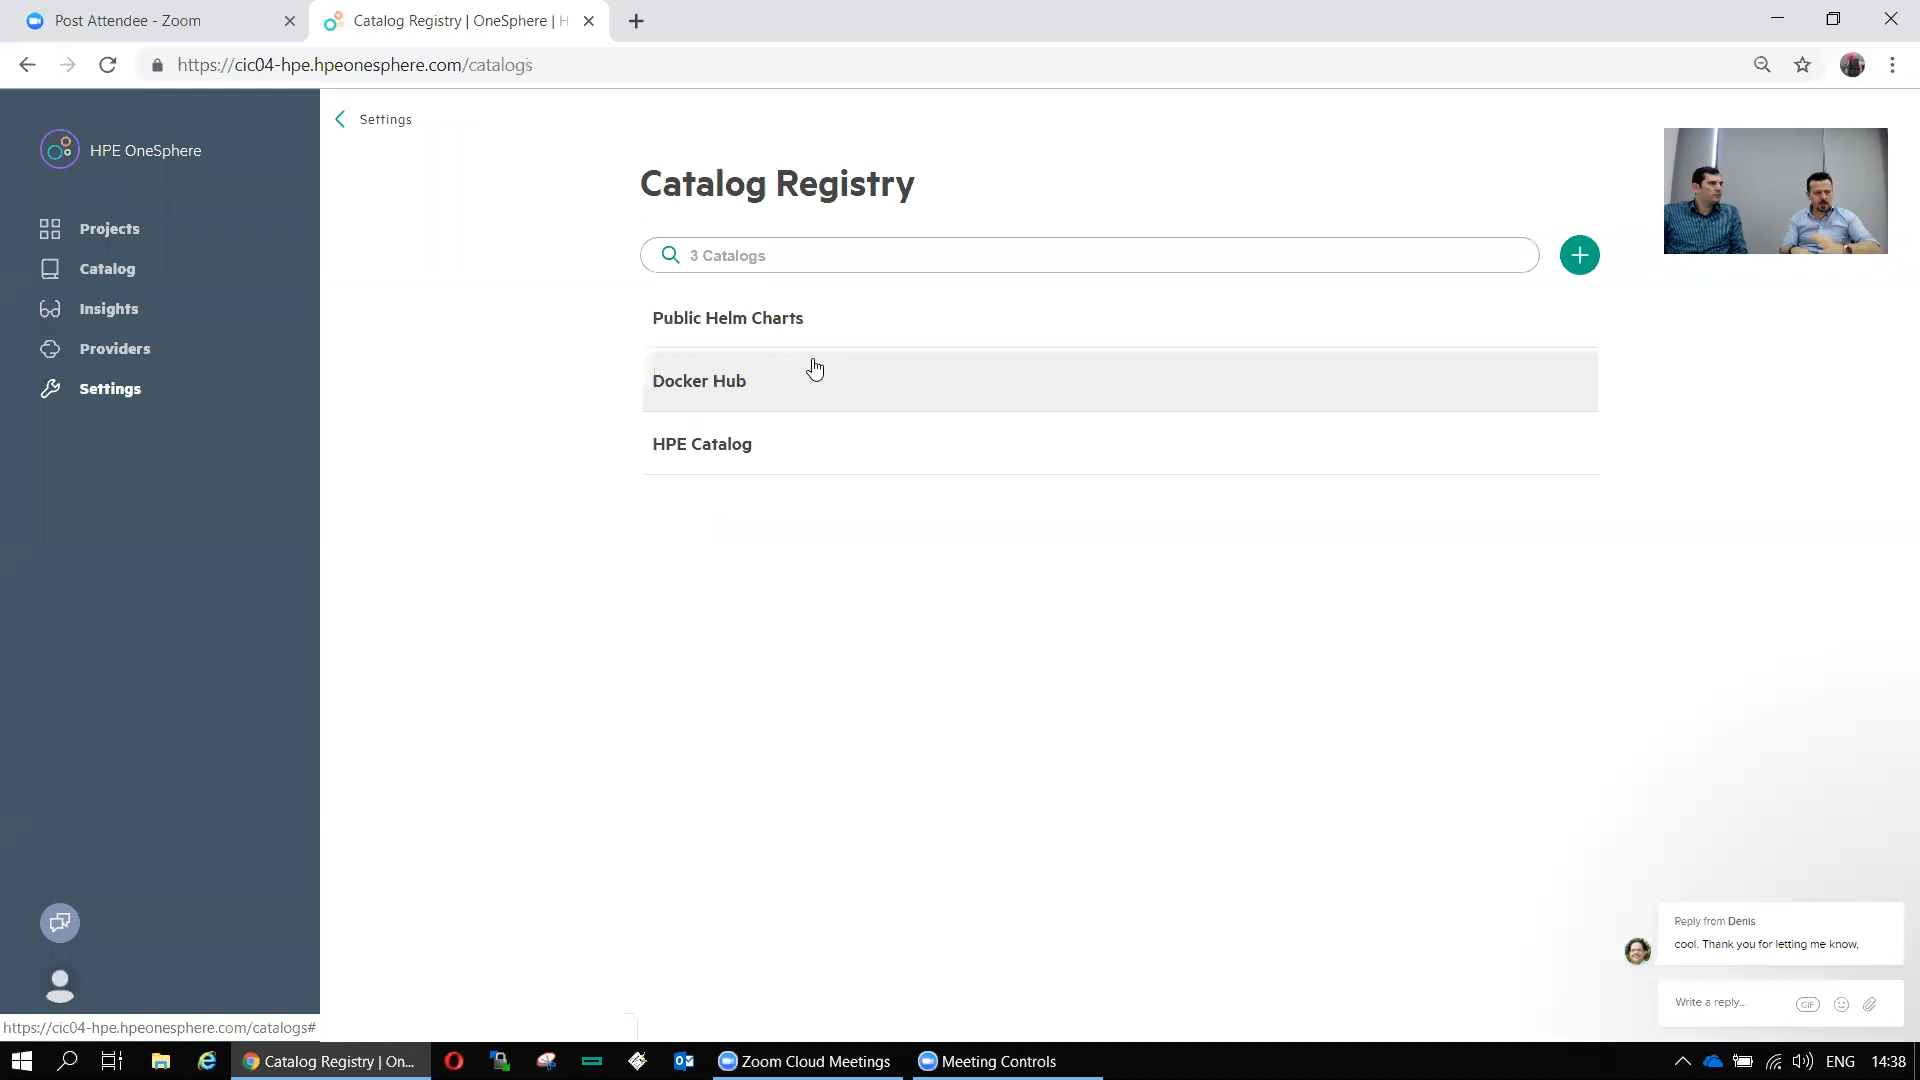 Post Attendee - Zoom
Catalog Registry | OneSphere | H
https://cic04-hpe.hpeonesphere.com/catalogs
Settings
HPE OneSphere
Catalog Registry
Projects
Catalog
Insights
Providers
Settings
3 Catalogs
Public Helm Charts
Docker Hub
HPE Catalog
Reply from Denis
cool. Thank you for letting me know,
Write a reply...
GIF
https://cic04-hpe.hpeonesphere.com/catalogs#
Catalog Registry | On...
Zoom Cloud Meetings
Meeting Controls
ENG
14:38